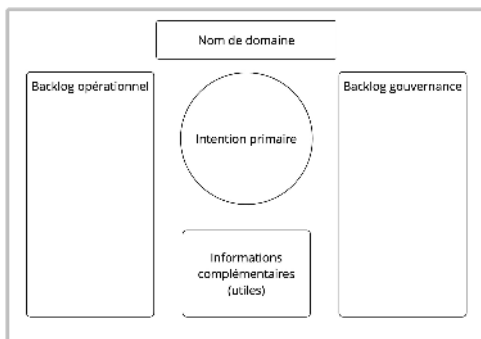 Nom de domaine
Backlog opérationnel
Backlog gouvernance
Intention primaire
Informations
complémentaires
(utiles)